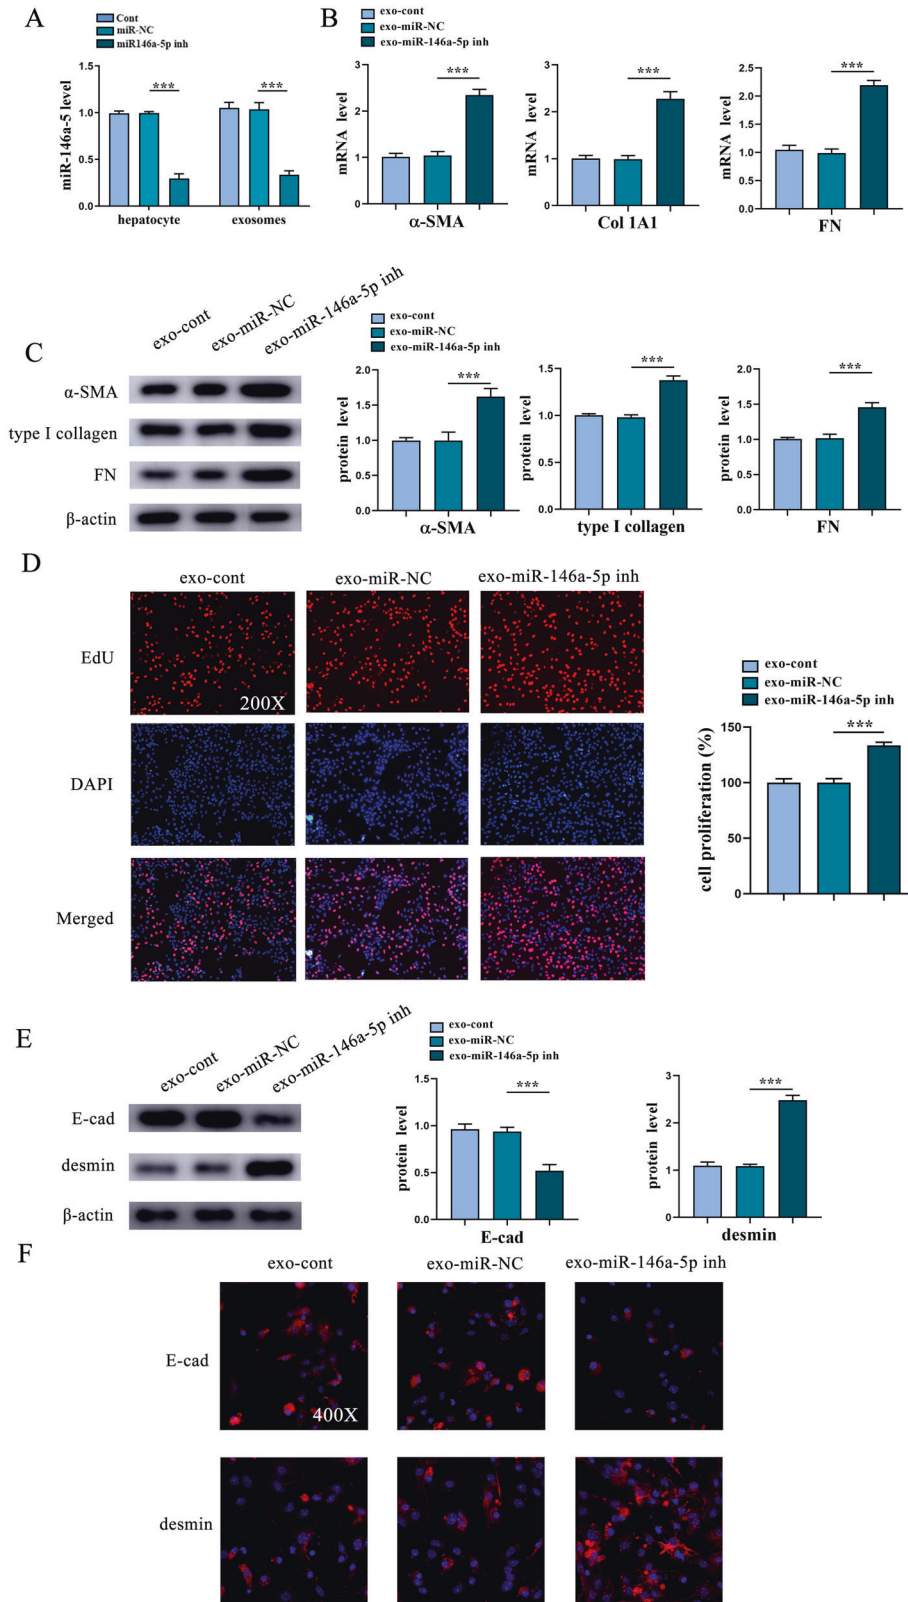 A
Cont
miR-NC
miR146a-5p inh
miR-146a-5 level
1.5
1.0
0.5
0.0
***
***
hepatocyte
exosomes
B
exo-cont
exo-miR-NC
exo-miR-146a-5p inh
mRNA level
3
2
1
0
***
α-SMA
mRNA level
3
2
1
0
***
Col 1A1
mRNA level
2.5
2.0
1.5
1.0
0.5
0.0
***
FN
C
exo-cont
exo-miR-NC
exo-miR-146a-5p inh
α-SMA
type I collagen
FN
β-actin
exo-cont
exo-miR-NC
exo-miR-146a-5p inh
protein level
2.0
1.5
1.0
0.5
0.0
***
α-SMA
protein level
1.5
1.0
0.5
0.0
***
type I collagen
protein level
2.0
1.5
1.0
0.5
0.0
***
FN
D
exo-cont
exo-miR-NC
exo-miR-146a-5p inh
EdU
200X
DAPI
Merged
exo-cont
exo-miR-NC
exo-miR-146a-5p inh
cell proliferation (%)
150
100
50
0
***
E
exo-cont
exo-miR-NC
exo-miR-146a-5p inh
E-cad
desmin
β-actin
exo-cont
exo-miR-NC
exo-miR-146a-5p inh
protein level
1.5
1.0
0.5
0.0
***
E-cad
protein level
3
2
1
0
***
desmin
F
exo-cont
exo-miR-NC
exo-miR-146a-5p inh
E-cad
400X
desmin